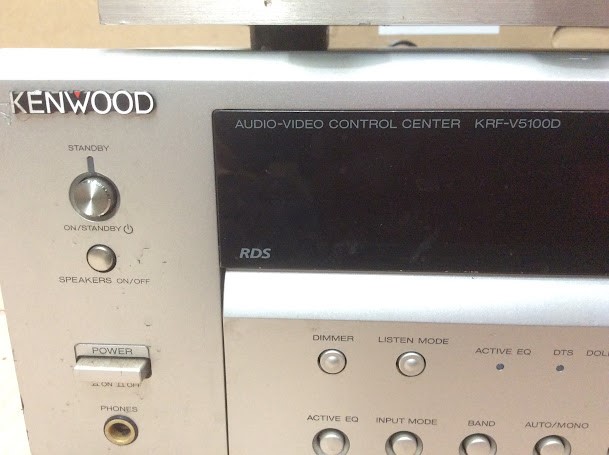 KENWOOD
AUDIO-VIDEO CONTROL CENTER KRF-V5100D
STANDBY
ON/STANDBY
RDS
SPEAKERS ON/OFF
DIMMER
LISTEN MODE
ACTIVE EQ
DTS
POWER
ON OFF
PHONES
ACTIVE EQ
INPUT MODE
BAND
AUTO/MONO